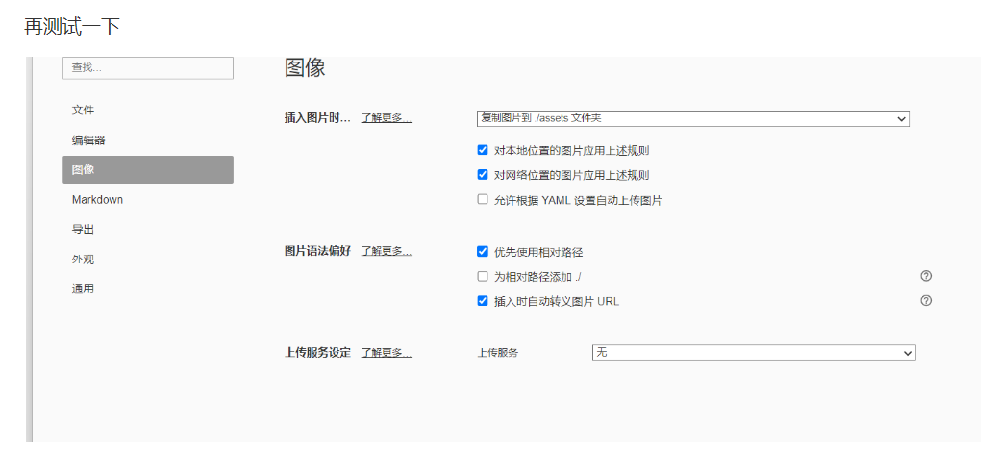 再测试一下
查找...
图像
文件
编辑器
图像
Markdown
导出
外观
通用
插入图片时... 了解更多... 复制图片到 ./assets 文件夹
对本地位置的图片应用上述规则
对网络位置的图片应用上述规则
允许根据 YAML 设置自动上传图片
图片语法偏好 了解更多... 优先使用相对路径
为相对路径添加 ./
插入时自动转义图片 URL
上传服务设定 了解更多... 上传服务 无